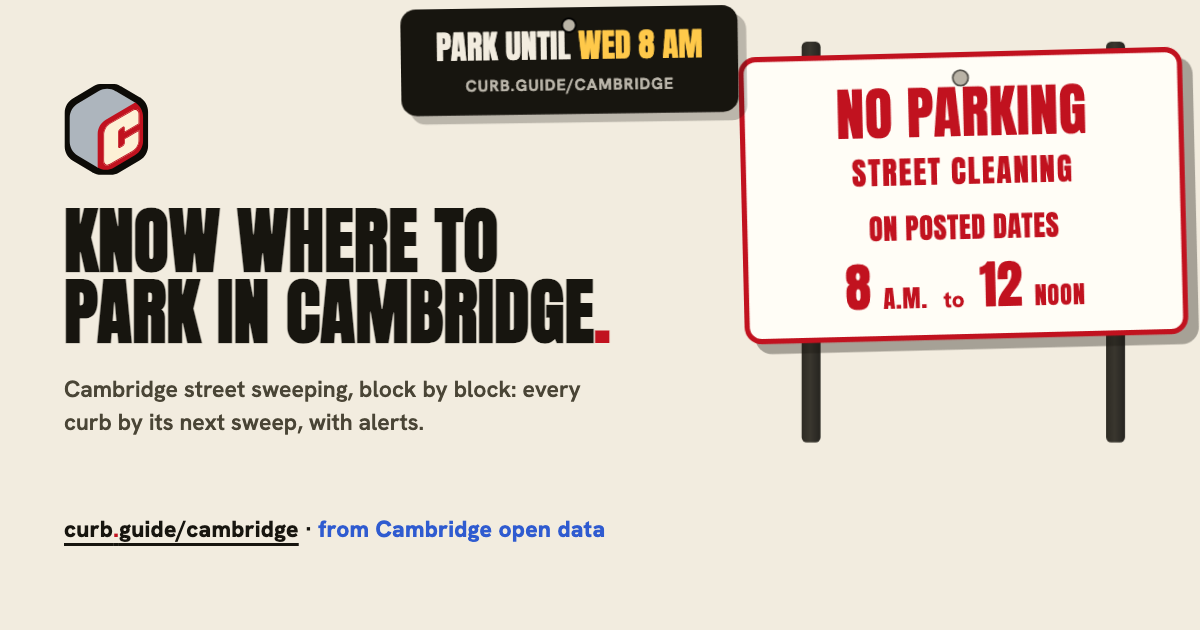 PARK UNTIL WED 8 AM
CURB.GUIDE/CAMBRIDGE
NO PARKING
STREET CLEANING
ON POSTED DATES
8 A.M. to 12 NOON
C
KNOW WHERE TO
PARK IN CAMBRIDGE.
Cambridge street sweeping, block by block: every
curb by its next sweep, with alerts.
curb.guide/cambridge · from Cambridge open data